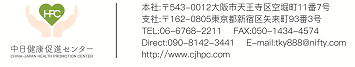 HPC
中日健康促進センター
CHINA-JAPAN HEALTH PROMOTION CENTER
本社:〒543-0012大阪市天王寺区空堀町11番7号
支社:〒162-0805東京都新宿区矢来町93番3号
TEL:06-6768-2211 FAX:050-1434-4574
Direct:090-8142-3441 E-mail:tky888@nifty.com
http://www.cjhpc.com